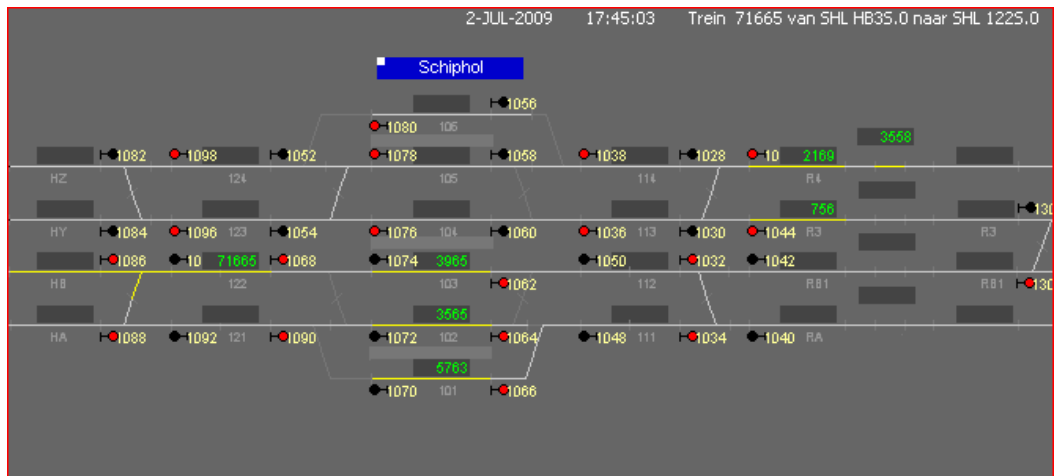 2-JUL-2009 17:45:03 Trein 71665 van SHL HB3S.0 naar SHL 122S.0
Schiphol
1056
1080 106
3558
1082 1098 1052 1078 1058 1038 1028 10 2169
HZ 124 105 114 R4
756 130
HY 1084 1096 123 1054 1076 104 1060 1036 113 1030 1044 R3 R3
1086 10 71665 1068 1074 3965 1050 1032 1042
HB 122 103 1062 112 RB1 RB1 130
3565
HA 1088 1092 121 1090 1072 102 1064 1048 111 1034 1040 RA
5763
1070 101 1066